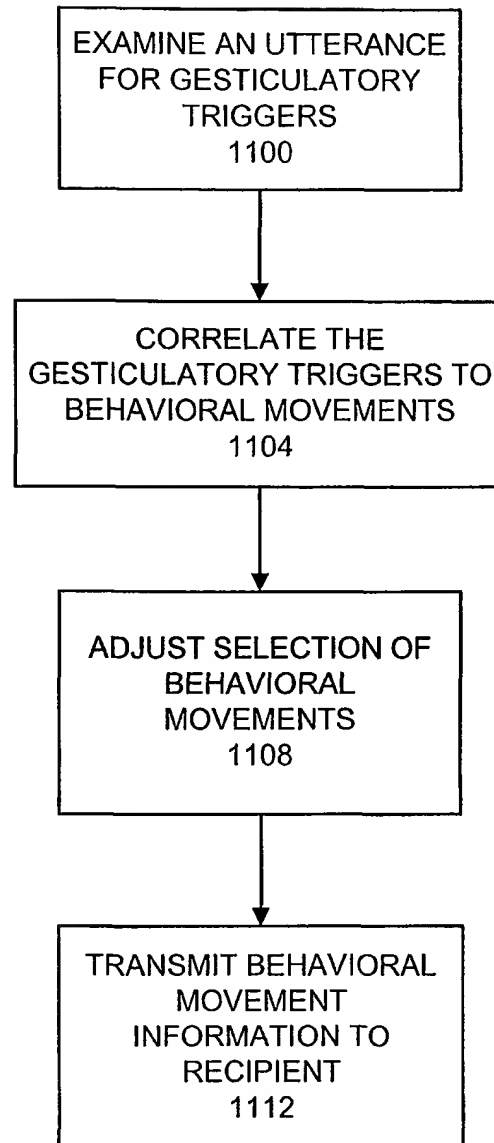 EXAMINE AN UTTERANCE
FOR GESTICULATORY
TRIGGERS
1100
CORRELATE THE
GESTICULATORY TRIGGERS TO
BEHAVIORAL MOVEMENTS
1104
ADJUST SELECTION OF
BEHAVIORAL
MOVEMENTS
1108
TRANSMIT BEHAVIORAL
MOVEMENT
INFORMATION TO
RECIPIENT
1112